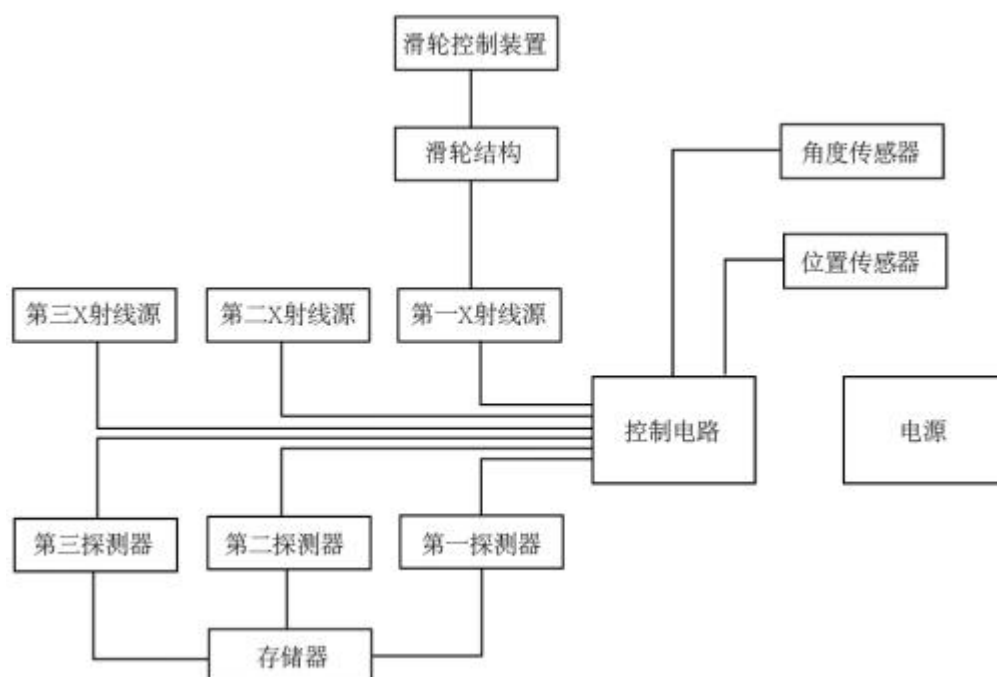 滑轮控制装置
滑轮结构
角度传感器
位置传感器
第三X射线源
第二X射线源
第一X射线源
控制电路
电源
第三探测器
第二探测器
第一探测器
存储器